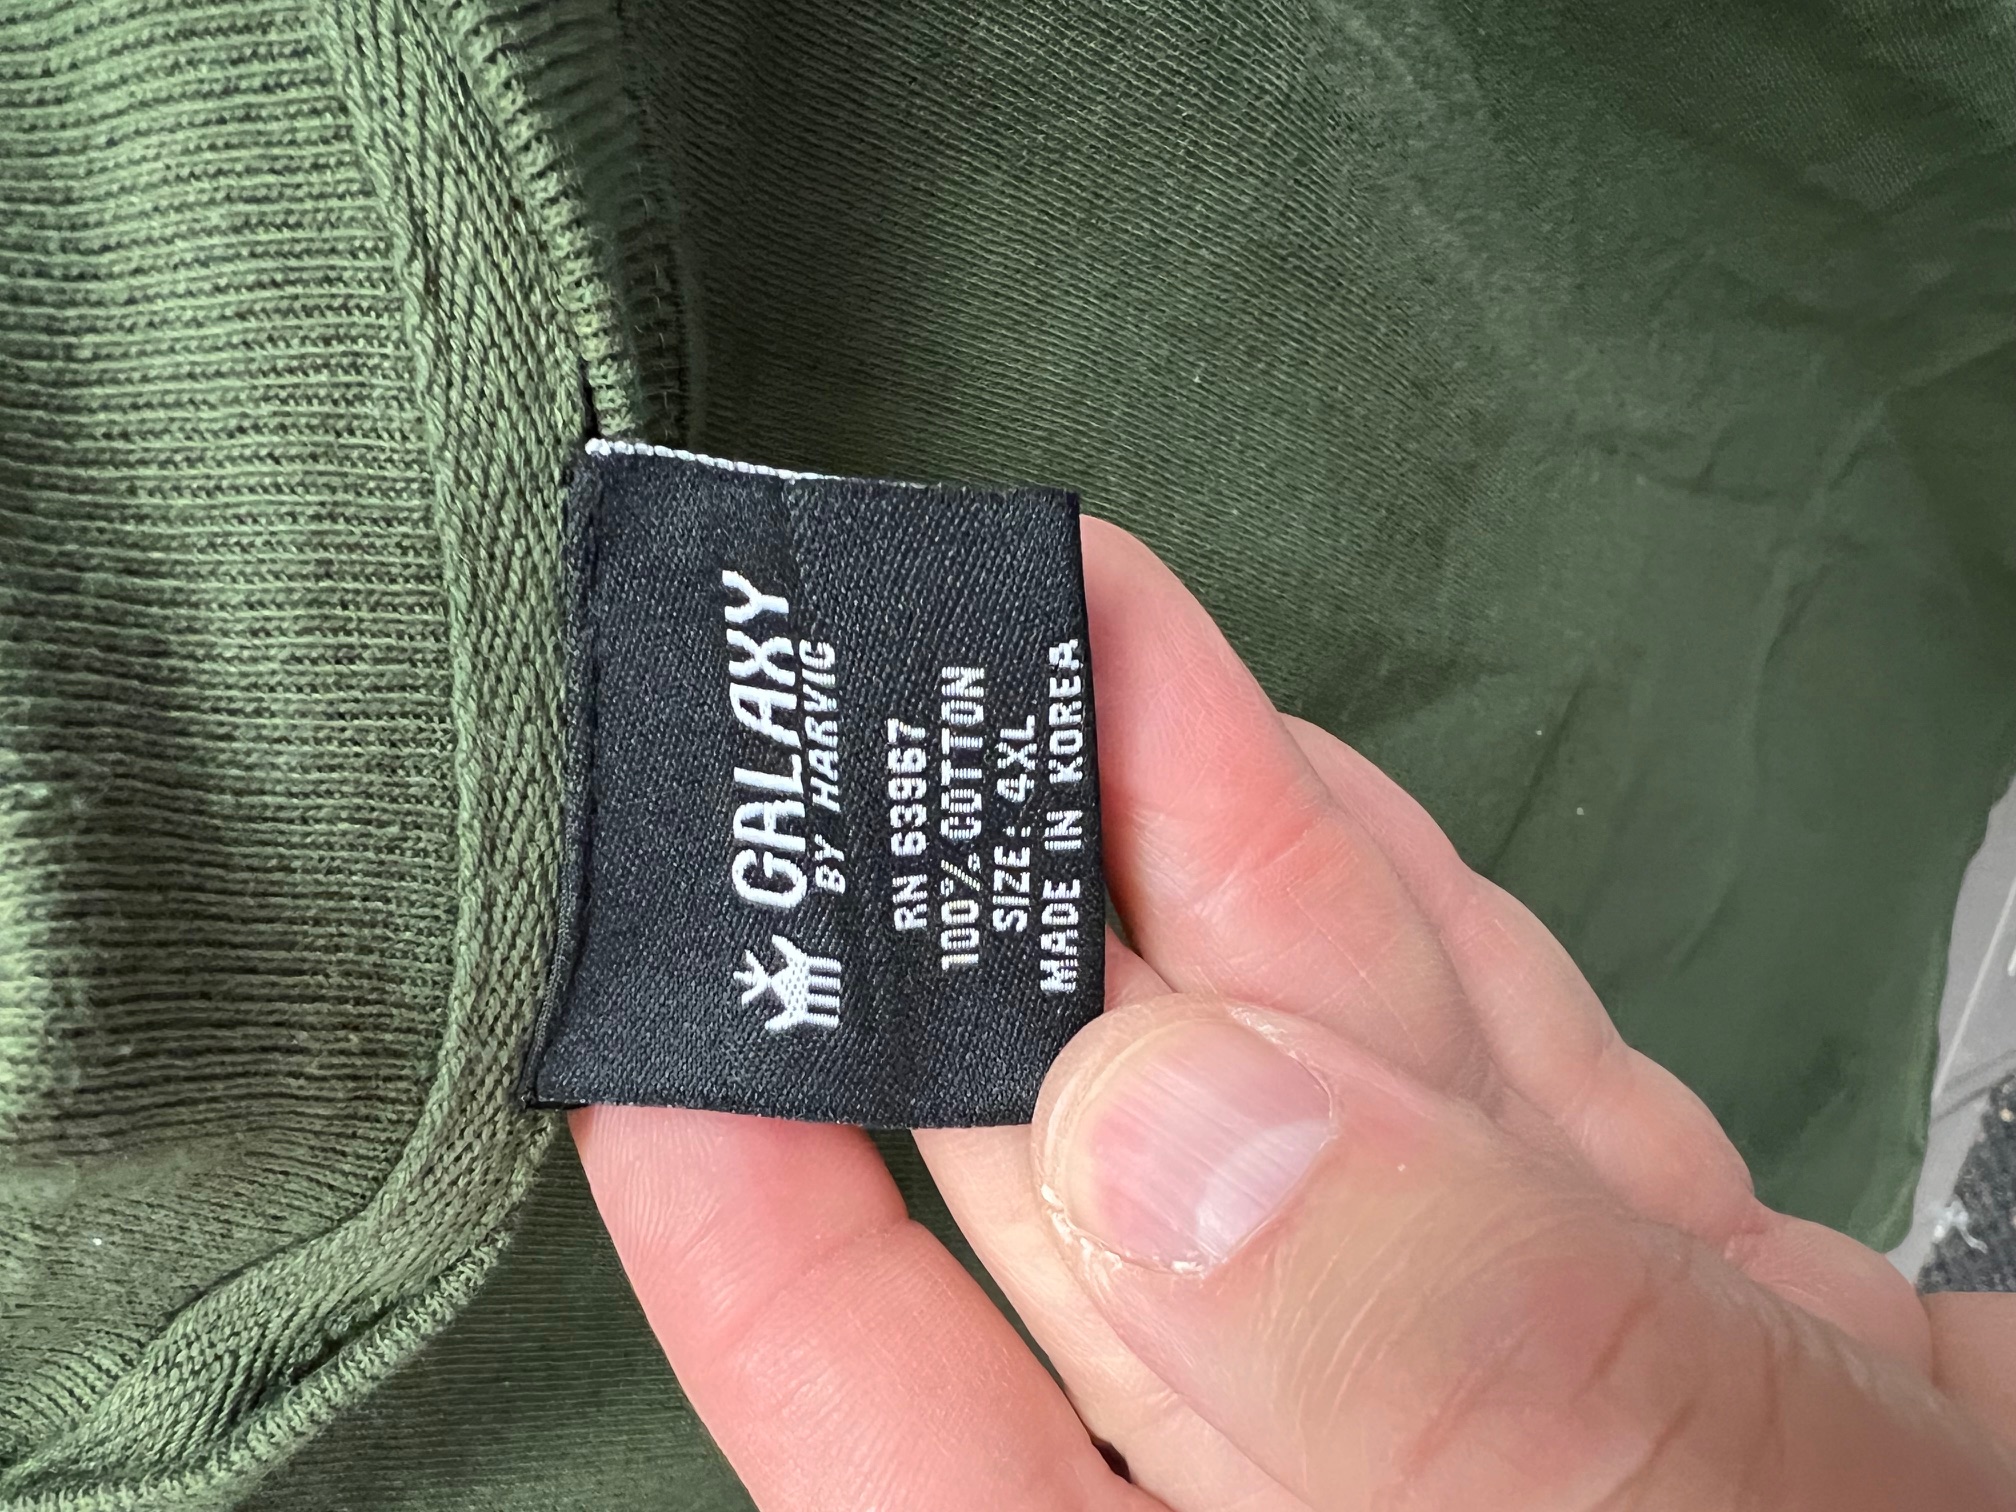 GALAXY
BY HARVIC
RN 63967
100% COTTON
SIZE: 4XL
MADE IN KOREA